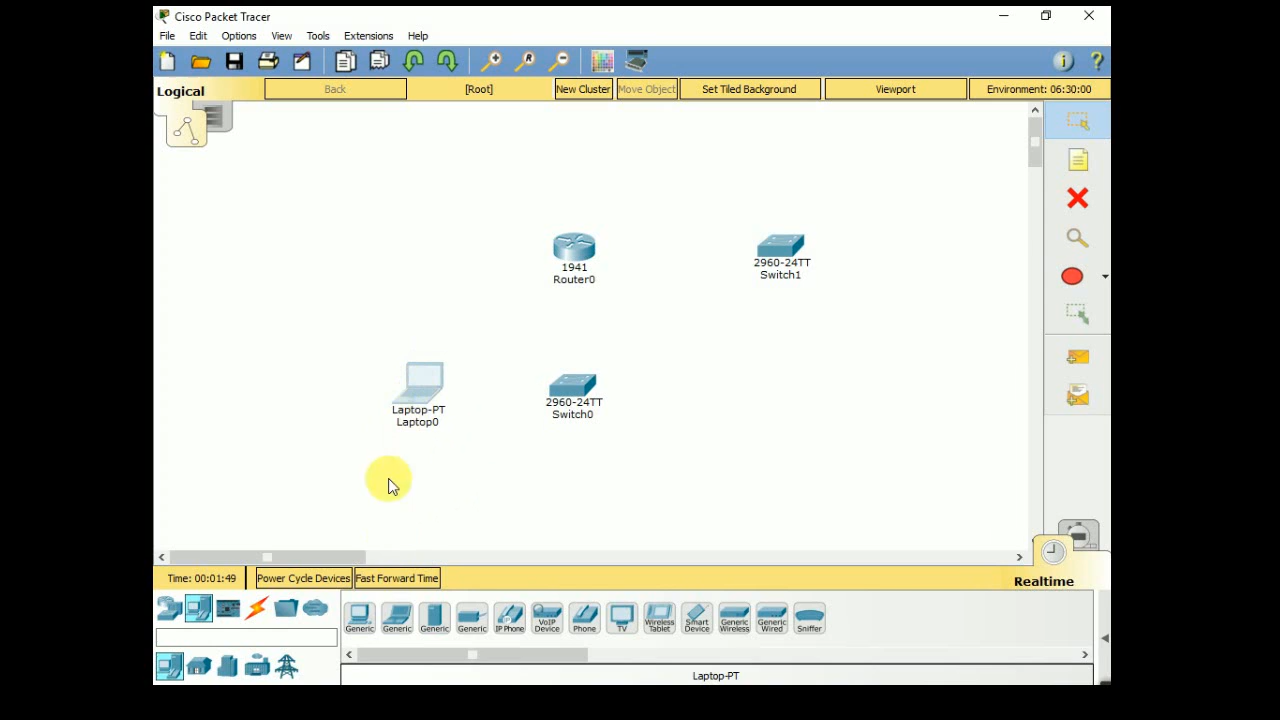 Cisco Packet Tracer
File Edit Options View Tools Extensions Help
Logical Back [Root] New Cluster Move Object Set Tiled Background Viewport Environment: 06:30:00
1941
Router0
2960-24TT
Switch1
Laptop-PT
Laptop0
2960-24TT
Switch0
Time: 00:01:49 Power Cycle Devices Fast Forward Time Realtime
Generic Generic Generic Generic IP Phone VoIP Device Phone TV Wireless Tablet Smart Device Generic Wireless Generic Wired Sniffer
Laptop-PT